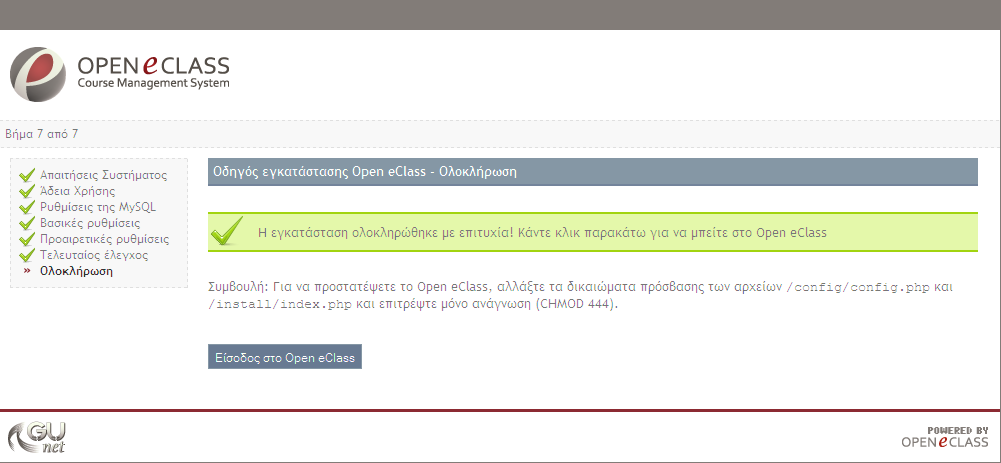 OPEN eCLASS
Course Management System
Βήμα 7 από 7
Απαιτήσεις Συστήματος
Άδεια Χρήσης
Ρυθμίσεις της MySQL
Βασικές ρυθμίσεις
Προαιρετικές ρυθμίσεις
Τελευταίος έλεγχος
» Ολοκλήρωση
Οδηγός εγκατάστασης Open eClass - Ολοκλήρωση
Η εγκατάσταση ολοκληρώθηκε με επιτυχία! Κάντε κλικ παρακάτω για να μπείτε στο Open eClass
Συμβουλή: Για να προστατέψετε το Open eClass, αλλάξτε τα δικαιώματα πρόσβασης των αρχείων /config/config.php και
/install/index.php και επιτρέψτε μόνο ανάγνωση (CHMOD 444).
Είσοδος στο Open eClass
GU
net
POWERED BY
OPEN eCLASS